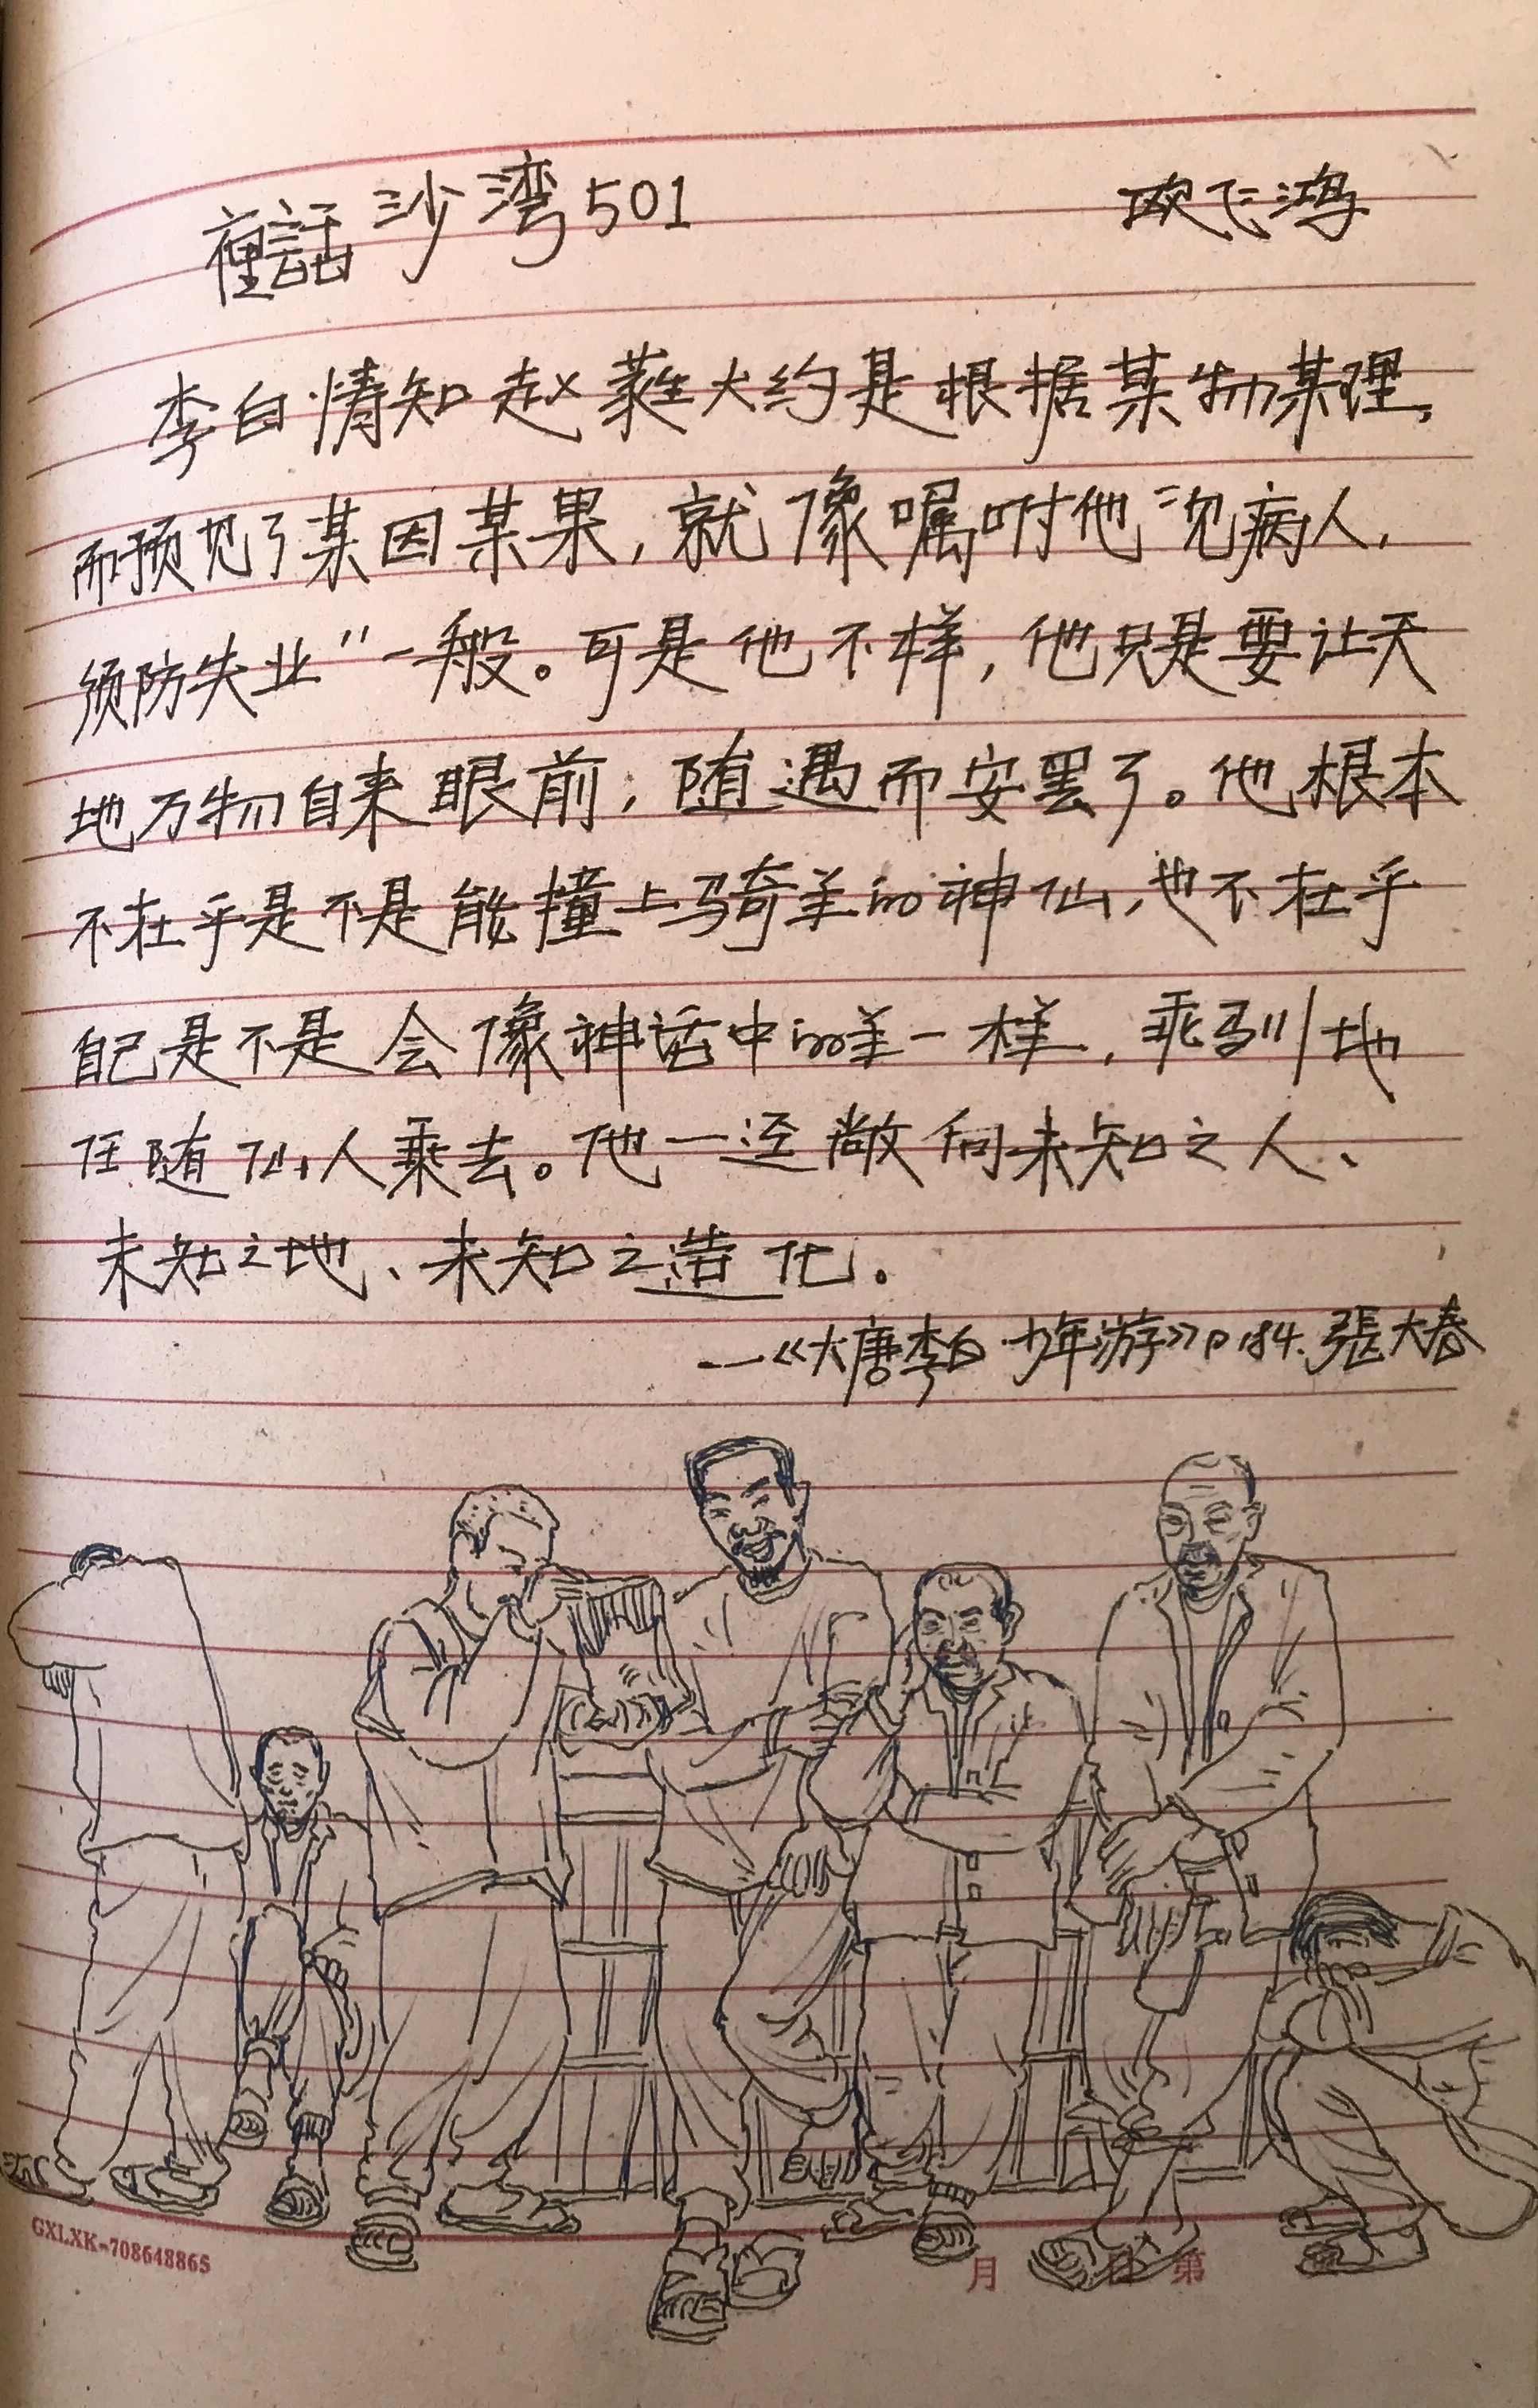 裡話沙湾501 欧飞鸿
李白情知赵蕤大约是根据某物某理,
而预见了某因某果,就像嘱咐他"沈病人,
预防失业"一般。可是他不样,他只是要让天
地万物自来眼前,随遇而安罢了。他根本
不在乎是不是能撞上骑羊的神仙,也不在乎
自己是不是会像神话中的羊一样,乖驯地
任随仙人乘去。他一迳敞向未知之人、
未知之地、未知之造化。
——《大唐李白·少年游》P184.張大春
GXLXK-708648865
月 日 第